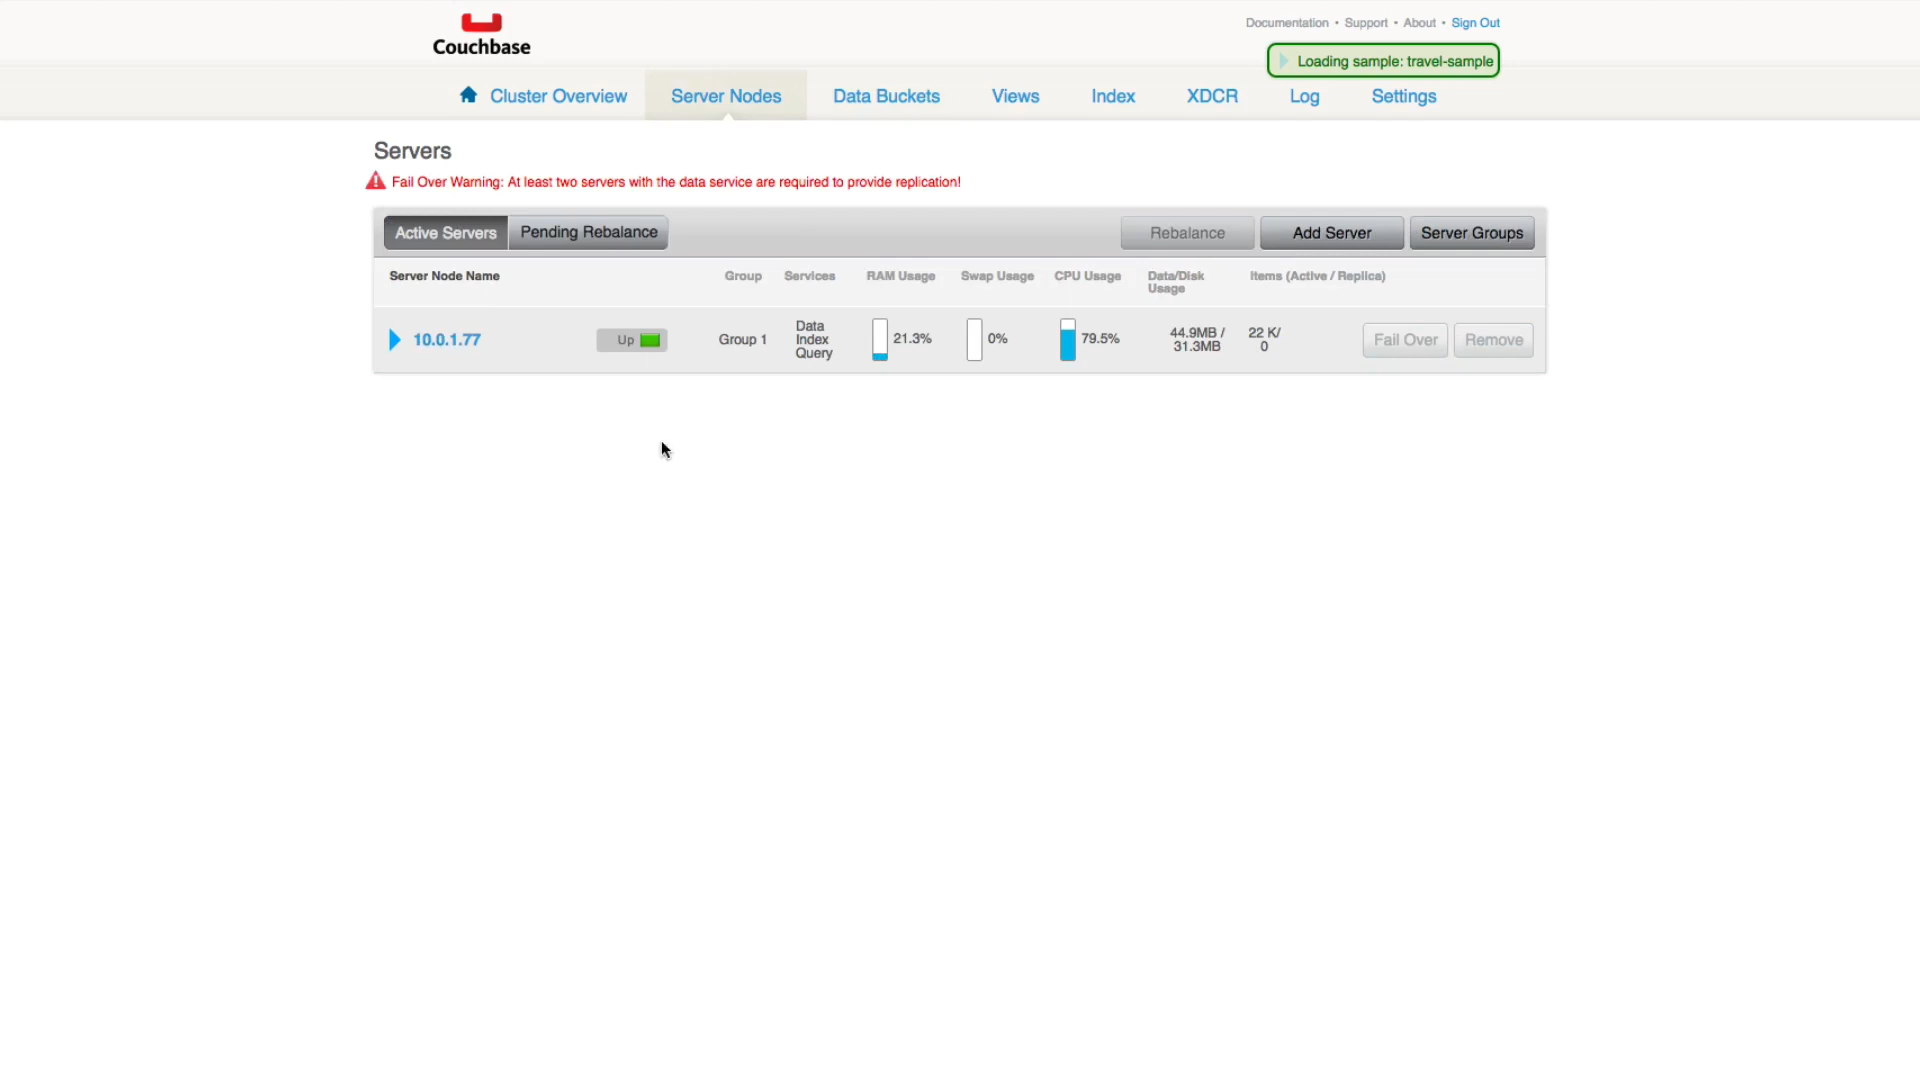 Couchbase
Documentation • Support • About • Sign Out
Loading sample: travel-sample
Cluster Overview Server Nodes Data Buckets Views Index XDCR Log Settings
Servers
Fail Over Warning: At least two servers with the data service are required to provide replication!
Active Servers Pending Rebalance Rebalance Add Server Server Groups
Server Node Name Group Services RAM Usage Swap Usage CPU Usage Data/Disk Usage Items (Active / Replica)
10.0.1.77 Up Group 1 Data Index Query 21.3% 0% 79.5% 44.9MB / 31.3MB 22 K/ 0 Fail Over Remove